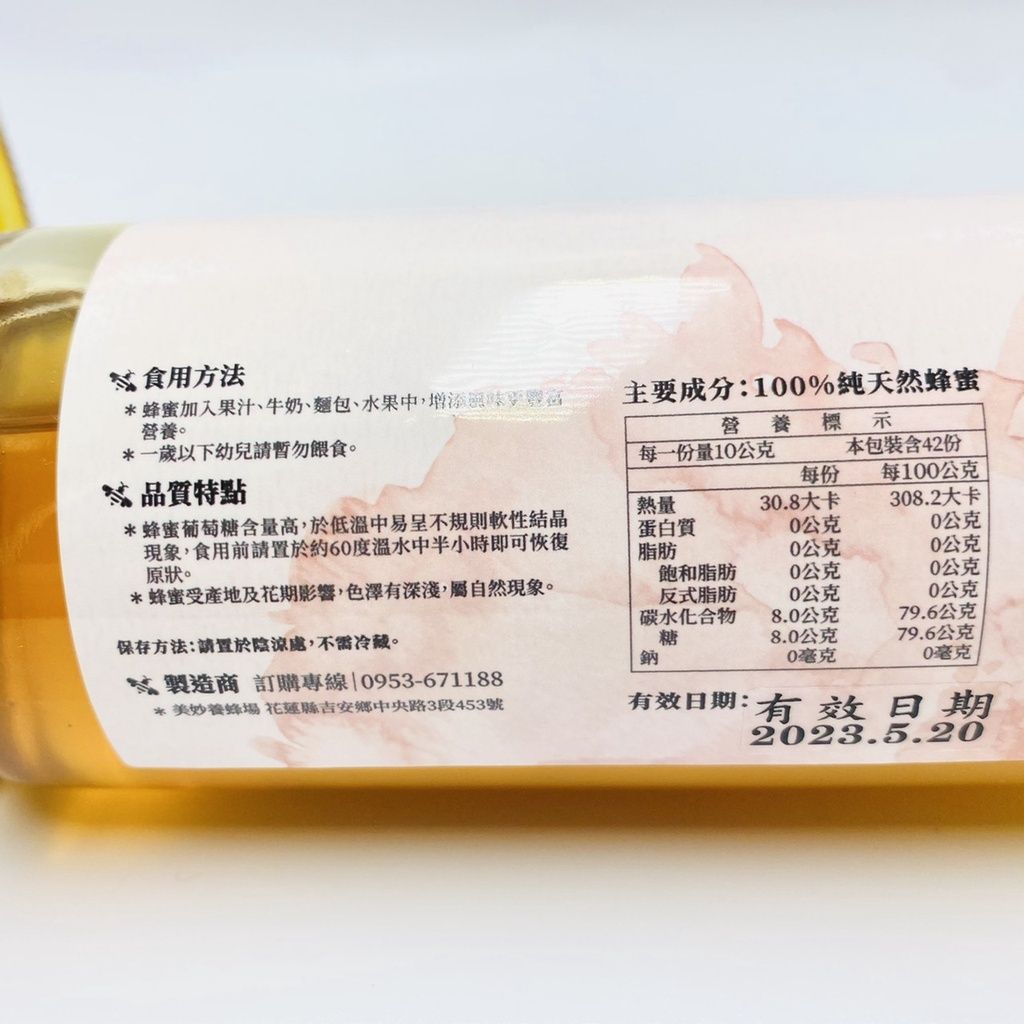 食用方法
*蜂蜜加入果汁、牛奶、麵包、水果中，增添
營養。
*一歲以下幼兒請暫勿餵食。
品質特點
*蜂蜜葡萄糖含量高，於低溫中易呈不規則軟性結晶
現象，食用前請置於約60度溫水中半小時即可恢復
原狀。
*蜂蜜受產地及花期影響，色澤有深淺，屬自然現象。
保存方法：請置於陰涼處，不需冷藏。
製造商 訂購專線|0953-671188
*美妙養蜂場 花蓮縣吉安鄉中央路3段453號
主要成分：100%純天然蜂蜜
營養標示
每一份量10公克 本包裝含42份
每份 每100公克
熱量 30.8大卡 308.2大卡
蛋白質 0公克 0公克
脂肪 0公克 0公克
飽和脂肪 0公克 0公克
反式脂肪 0公克 0公克
碳水化合物 8.0公克 79.6公克
糖 8.0公克 79.6公克
鈉 0毫克 0毫克
有效日期：有效日期
2023.5.20